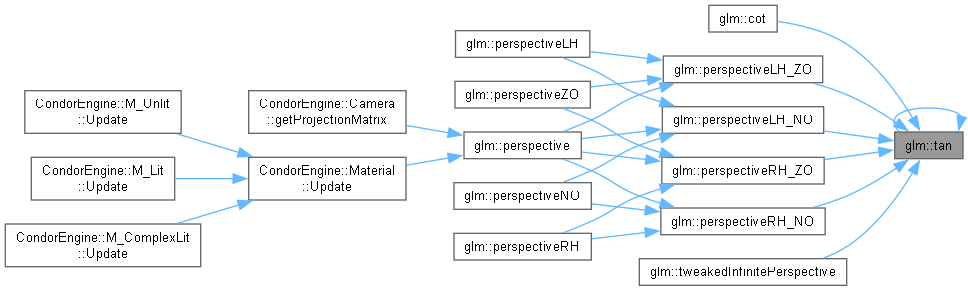 glm::cot
glm::perspectiveLH
glm::perspectiveLH_ZO
CondorEngine::M_Unlit
::Update
CondorEngine::Camera
::getProjectionMatrix
glm::perspectiveZO
glm::perspectiveLH_NO
glm::perspective
glm::tan
CondorEngine::M_Lit
::Update
CondorEngine::Material
::Update
glm::perspectiveRH_ZO
glm::perspectiveNO
glm::perspectiveRH_NO
CondorEngine::M_ComplexLit
::Update
glm::perspectiveRH
glm::tweakedInfinitePerspective